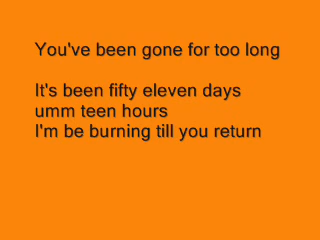 You've been gone for too long
It's been fifty eleven days
umm teen hours
I'm be burning till you return